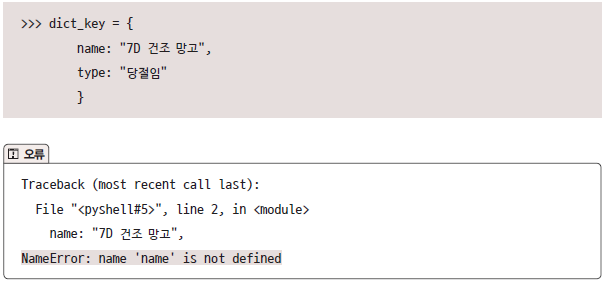 >>> dict_key = {
        name: "7D 건조 망고",
        type: "당절임"
        }
오류
Traceback (most recent call last):
  File "<pyshell#5>", line 2, in <module>
    name: "7D 건조 망고",
NameError: name 'name' is not defined